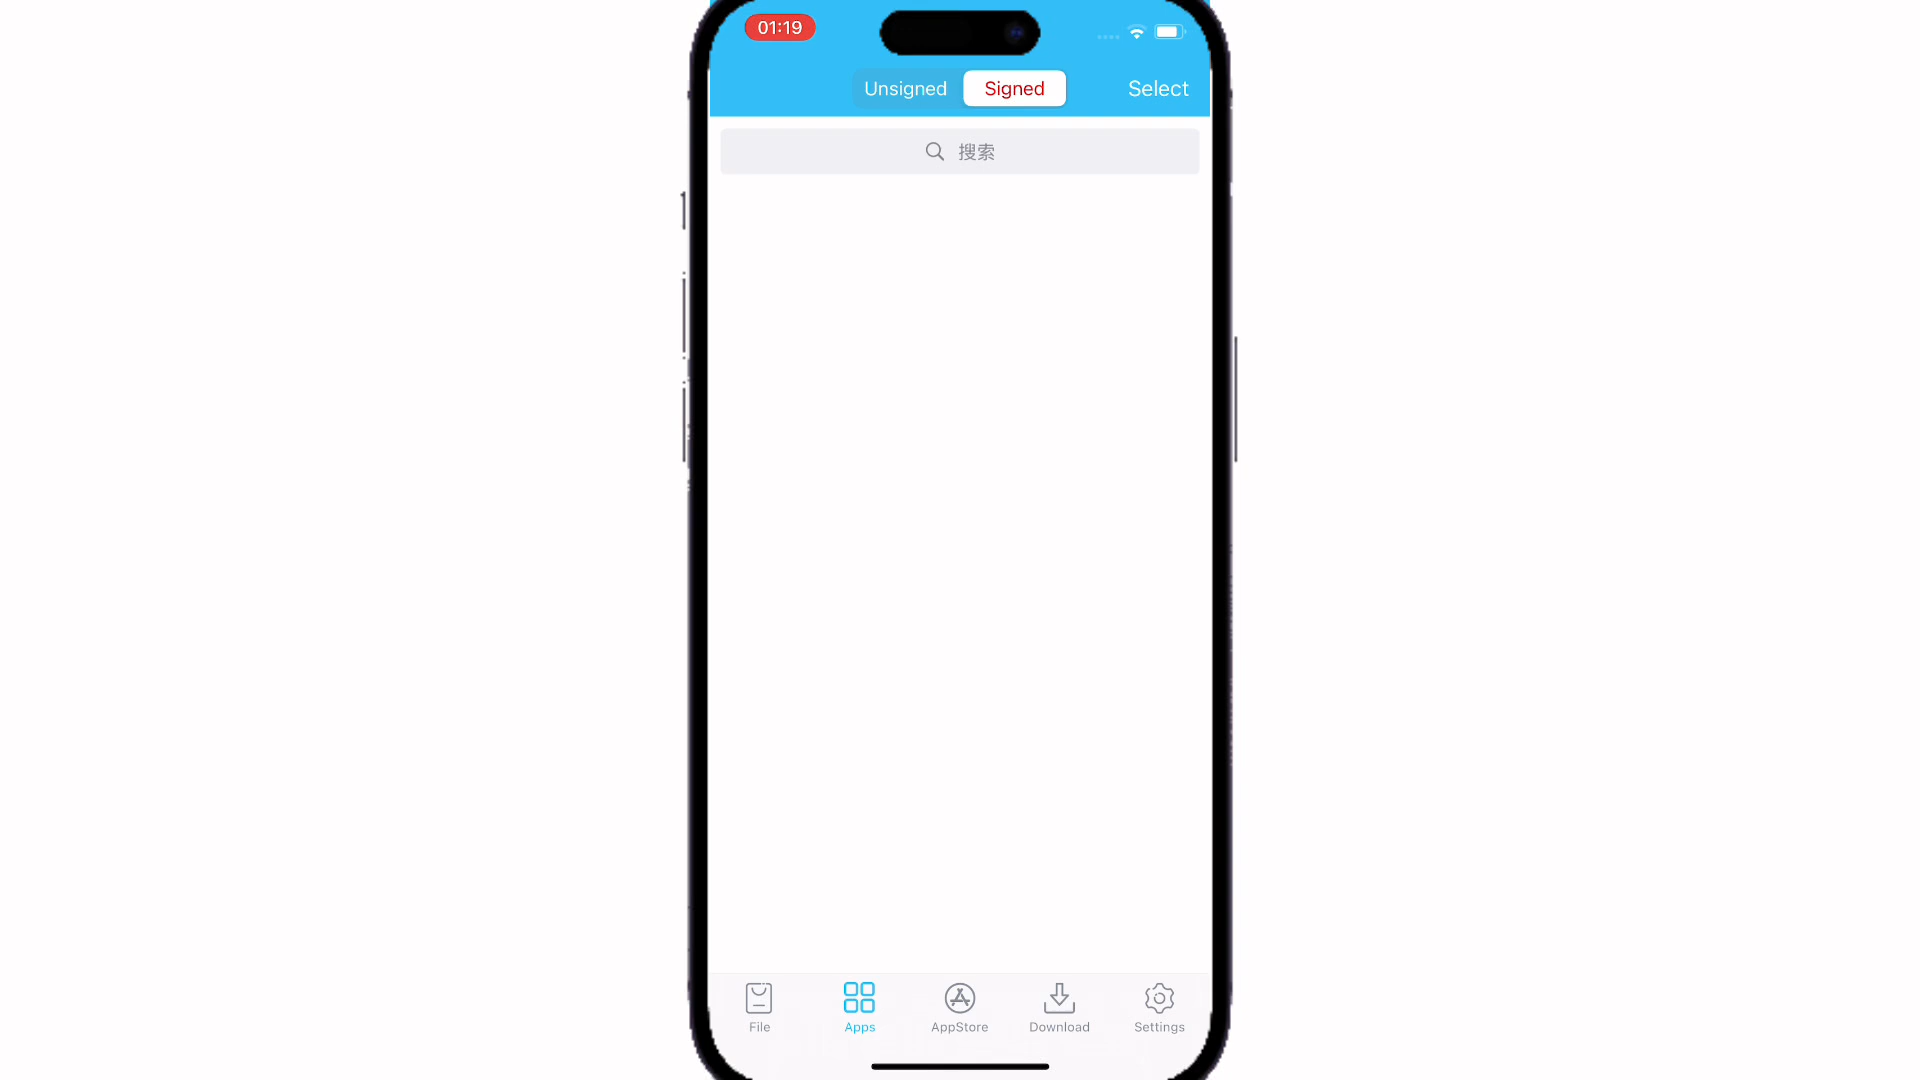 01:19
Unsigned
Signed
Select
搜索
File
Apps
AppStore
Download
Settings